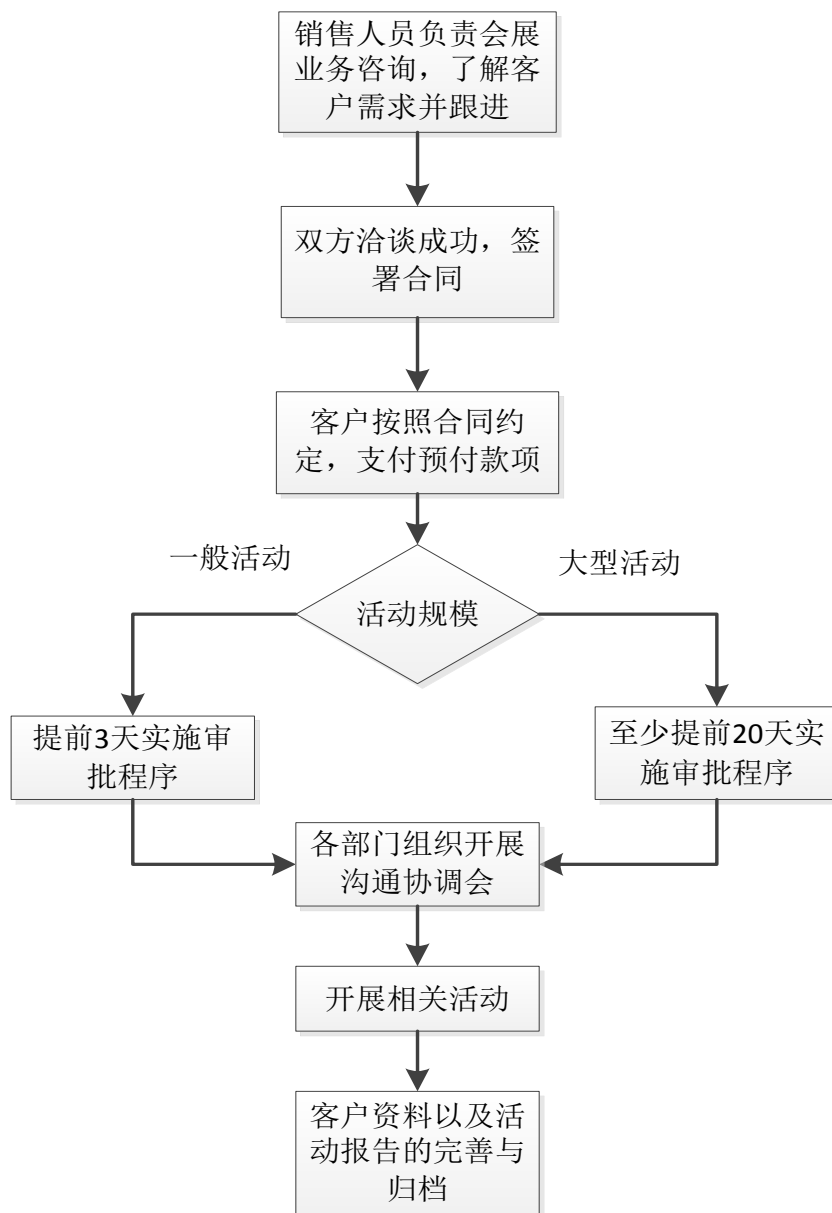 销售人员负责会展
业务咨询，了解客
户需求并跟进
双方洽谈成功，签
署合同
客户按照合同约
定，支付预付款项
一般活动
大型活动
活动规模
提前3天实施审
批程序
至少提前20天实
施审批程序
各部门组织开展
沟通协调会
开展相关活动
客户资料以及活
动报告的完善与
归档